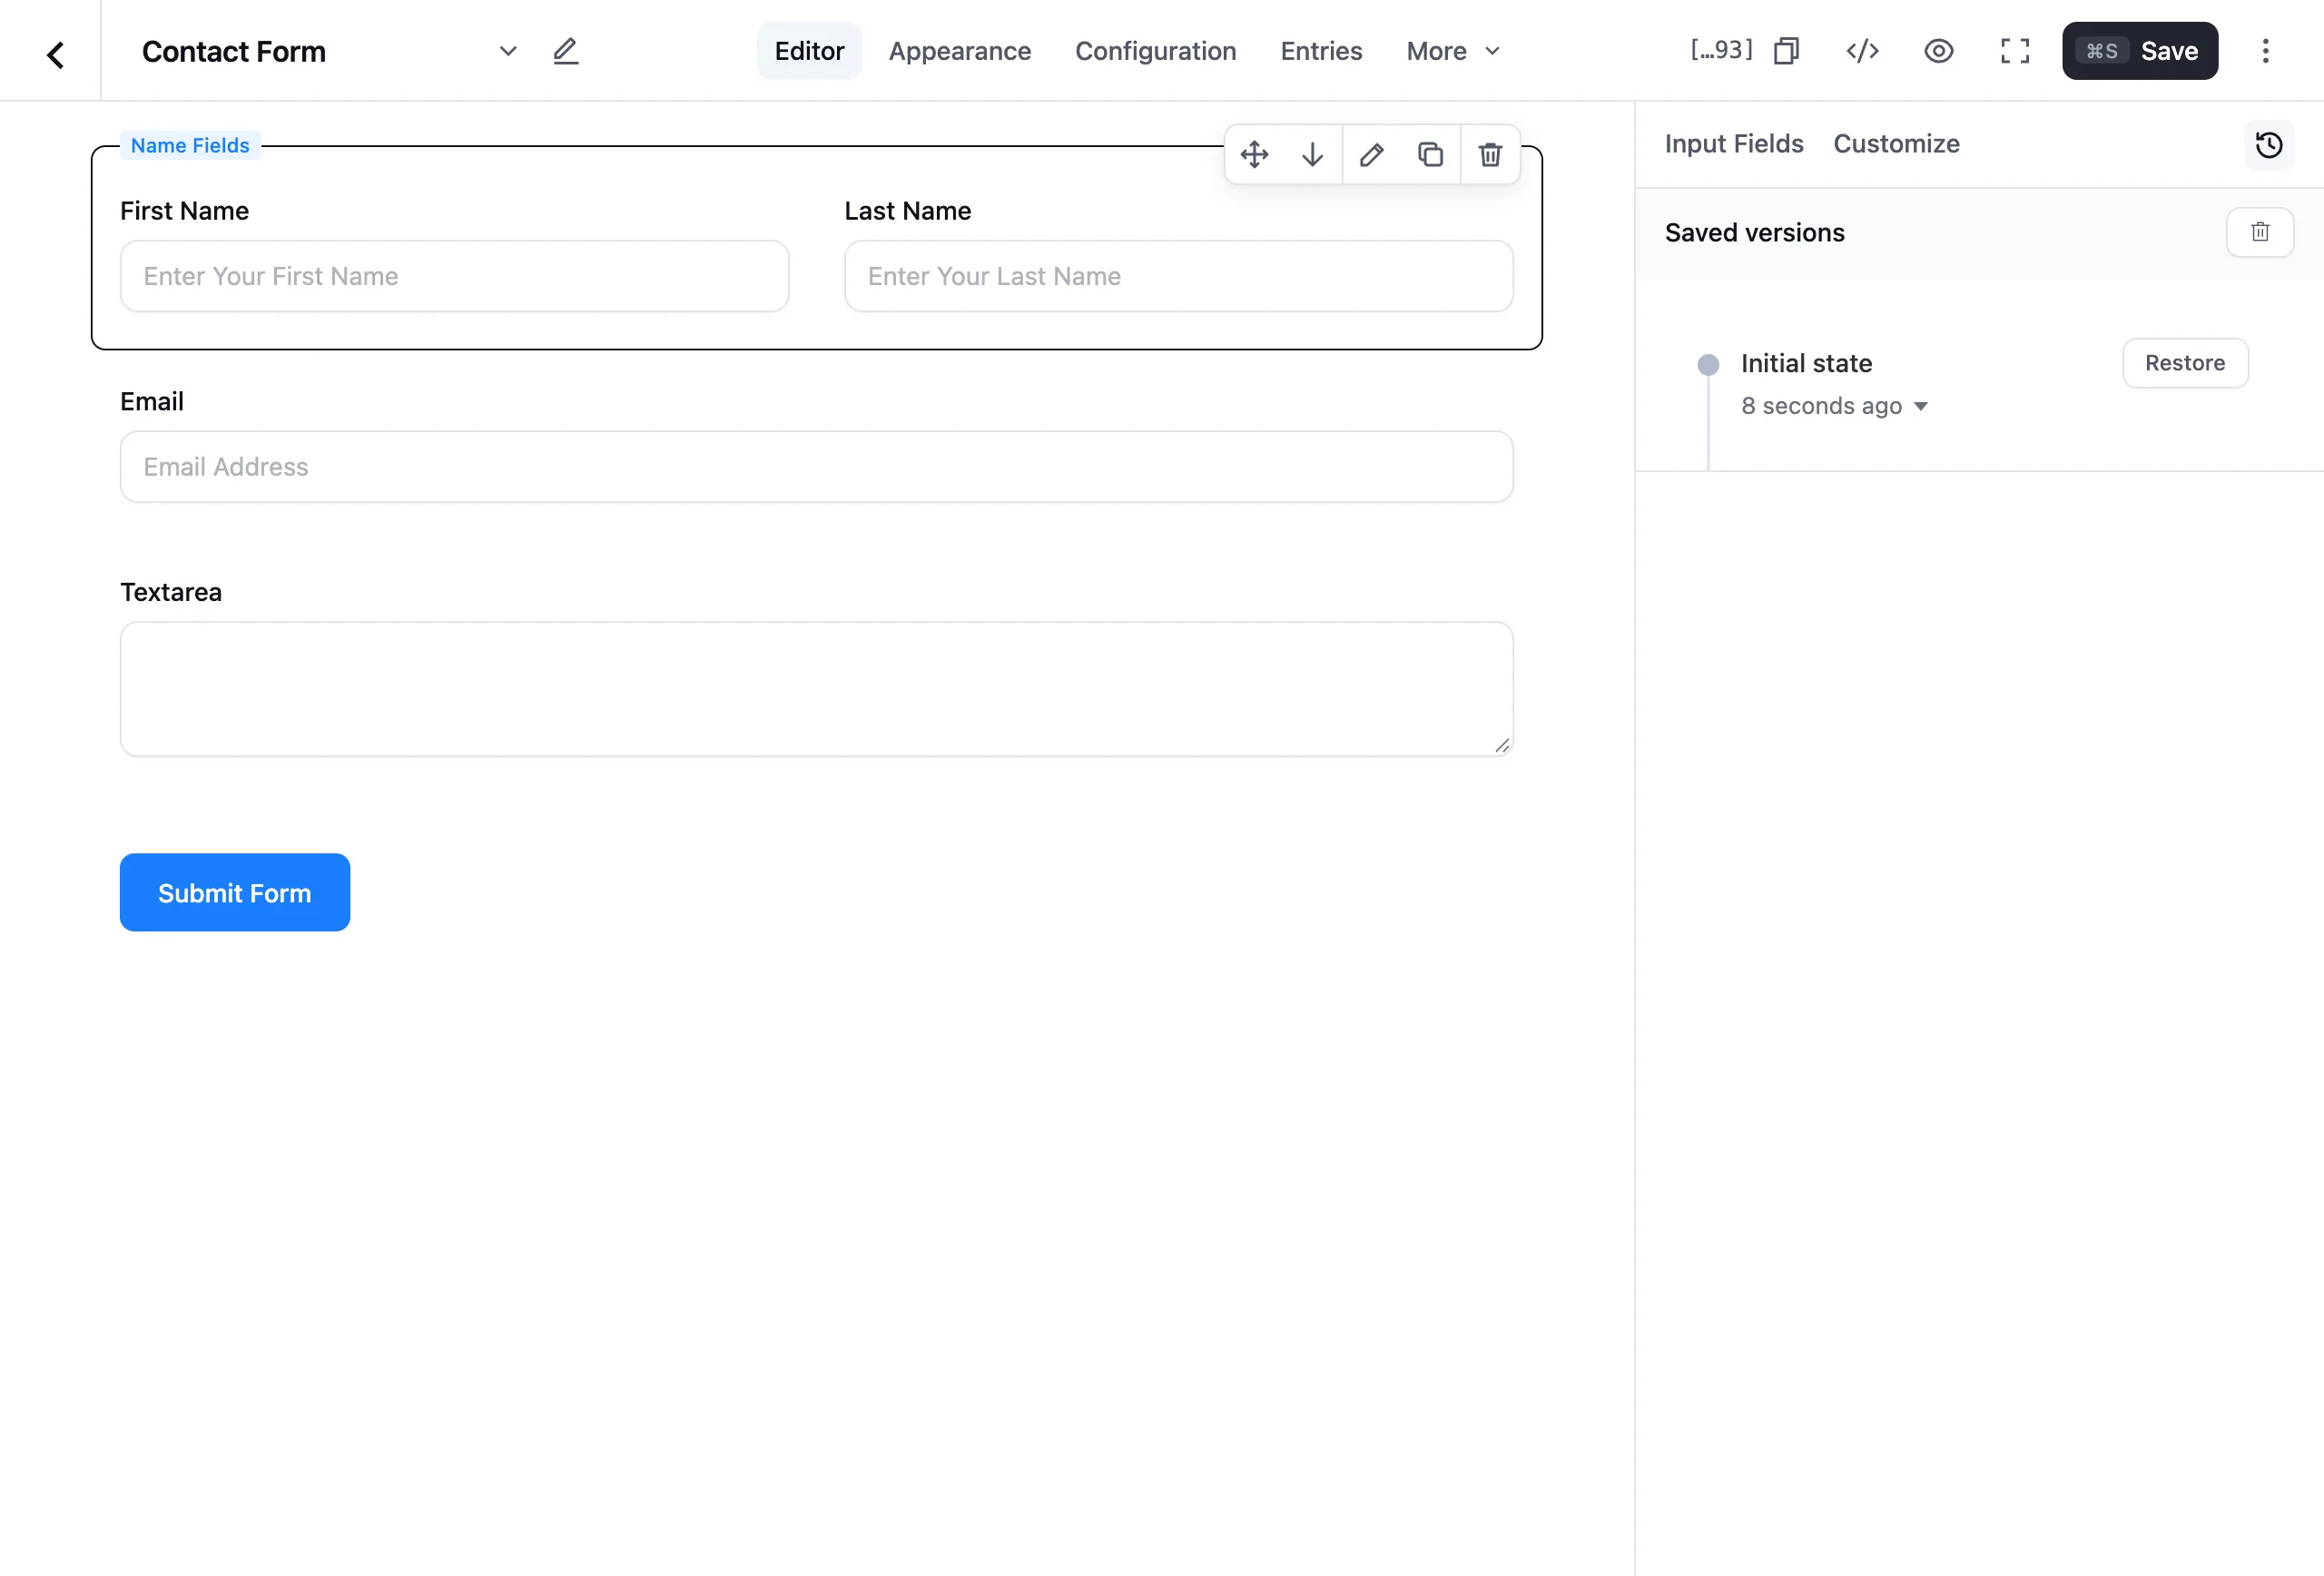 Contact Form
Editor
Appearance
Configuration
Entries
More
[…93]
⌘S Save
Name Fields
First Name
Last Name
Enter Your First Name
Enter Your Last Name
Email
Email Address
Textarea
Submit Form
Input Fields
Customize
Saved versions
Initial state
Restore
8 seconds ago